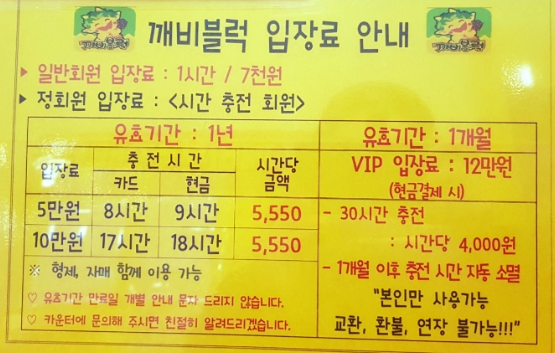 깨비블럭 입장료 안내
깨비블럭
깨비블럭
▶ 일반회원 입장료 : 1시간 / 7천원
▶ 정회원 입장료 : <시간 충전 회원>
유효기간 : 1년
입장료 충전시간 시간당 금액
카드 현금
5만원 8시간 9시간 5,550
10만원 17시간 18시간 5,550
※ 형제, 자매 함께 이용 가능
♡ 유효기간 만료일 개별 안내 문자 드리지 않습니다.
♡ 카운터에 문의해 주시면 친절히 알려드리겠습니다.
유효기간 : 1개월
VIP 입장료 : 12만원
(현금결제 시)
- 30시간 충전
: 시간당 4,000원
- 1개월 이후 충전 시간 자동 소멸
"본인만 사용가능
교환, 환불, 연장 불가능!!!"